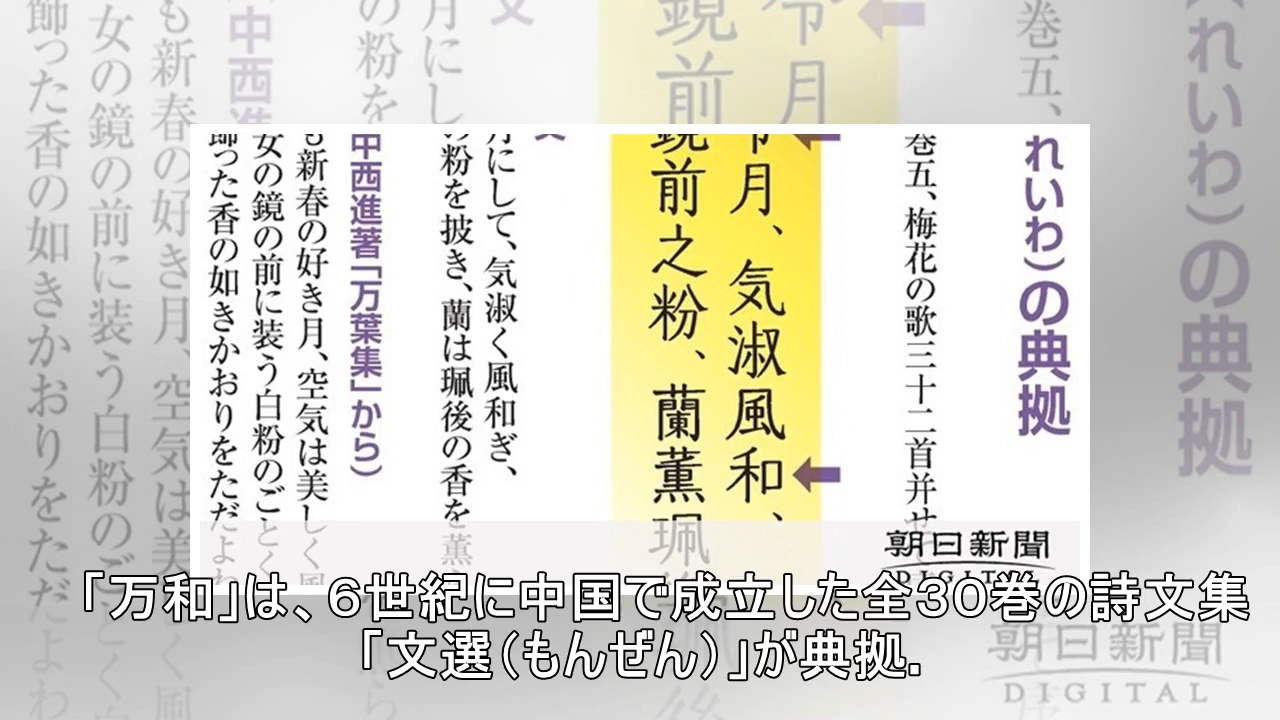 れいわ）の典拠
巻五、梅花の歌三十二首并せ
令月、気淑風和、
鏡前之粉、蘭薫珮
文
月にして、気淑く風和ぎ、
の粉を披き、蘭は珮後の香を薫
中西進著「万葉集」から）
も新春の好き月、空気は美しく風
女の鏡の前に装う白粉のごとく
飾った香の如きかおりをただよわ
朝日新聞
DIGITAL
「万和」は、６世紀に中国で成立した全３０巻の詩文集
「文選（もんぜん）」が典拠.
朝日新聞
DIGITAL